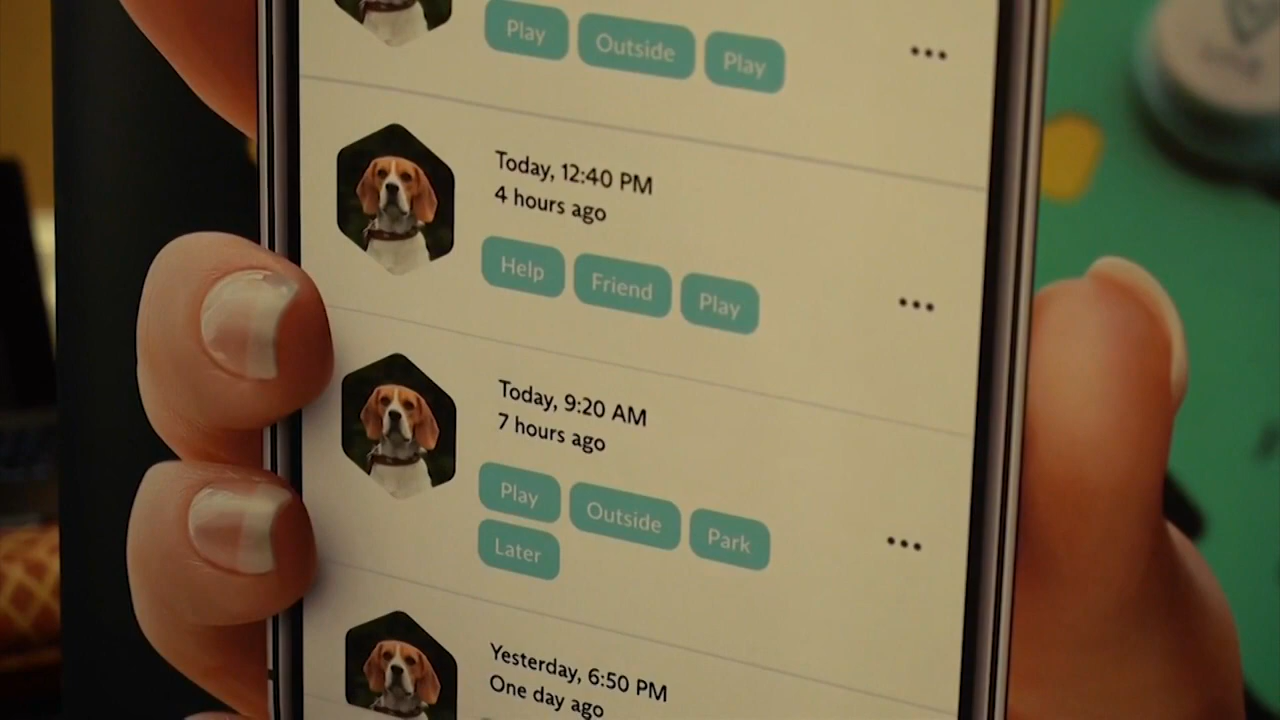 Play Outside Play
Today, 12:40 PM
4 hours ago
Help Friend Play
Today, 9:20 AM
7 hours ago
Play Outside Park
Later
Yesterday, 6:50 PM
One day ago